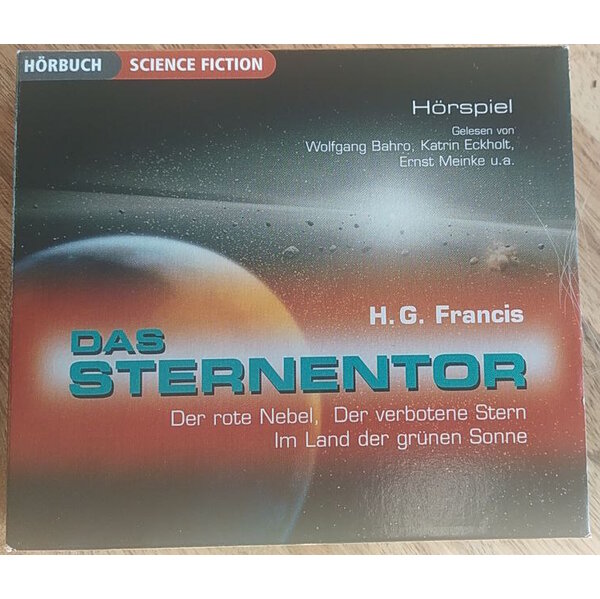 HÖRBUCH SCIENCE FICTION
Hörspiel
Gelesen von
Wolfgang Bahro, Katrin Eckholt,
Ernst Meinke u.a.
H. G. Francis
DAS
STERNENTOR
Der rote Nebel, Der verbotene Stern
Im Land der grünen Sonne